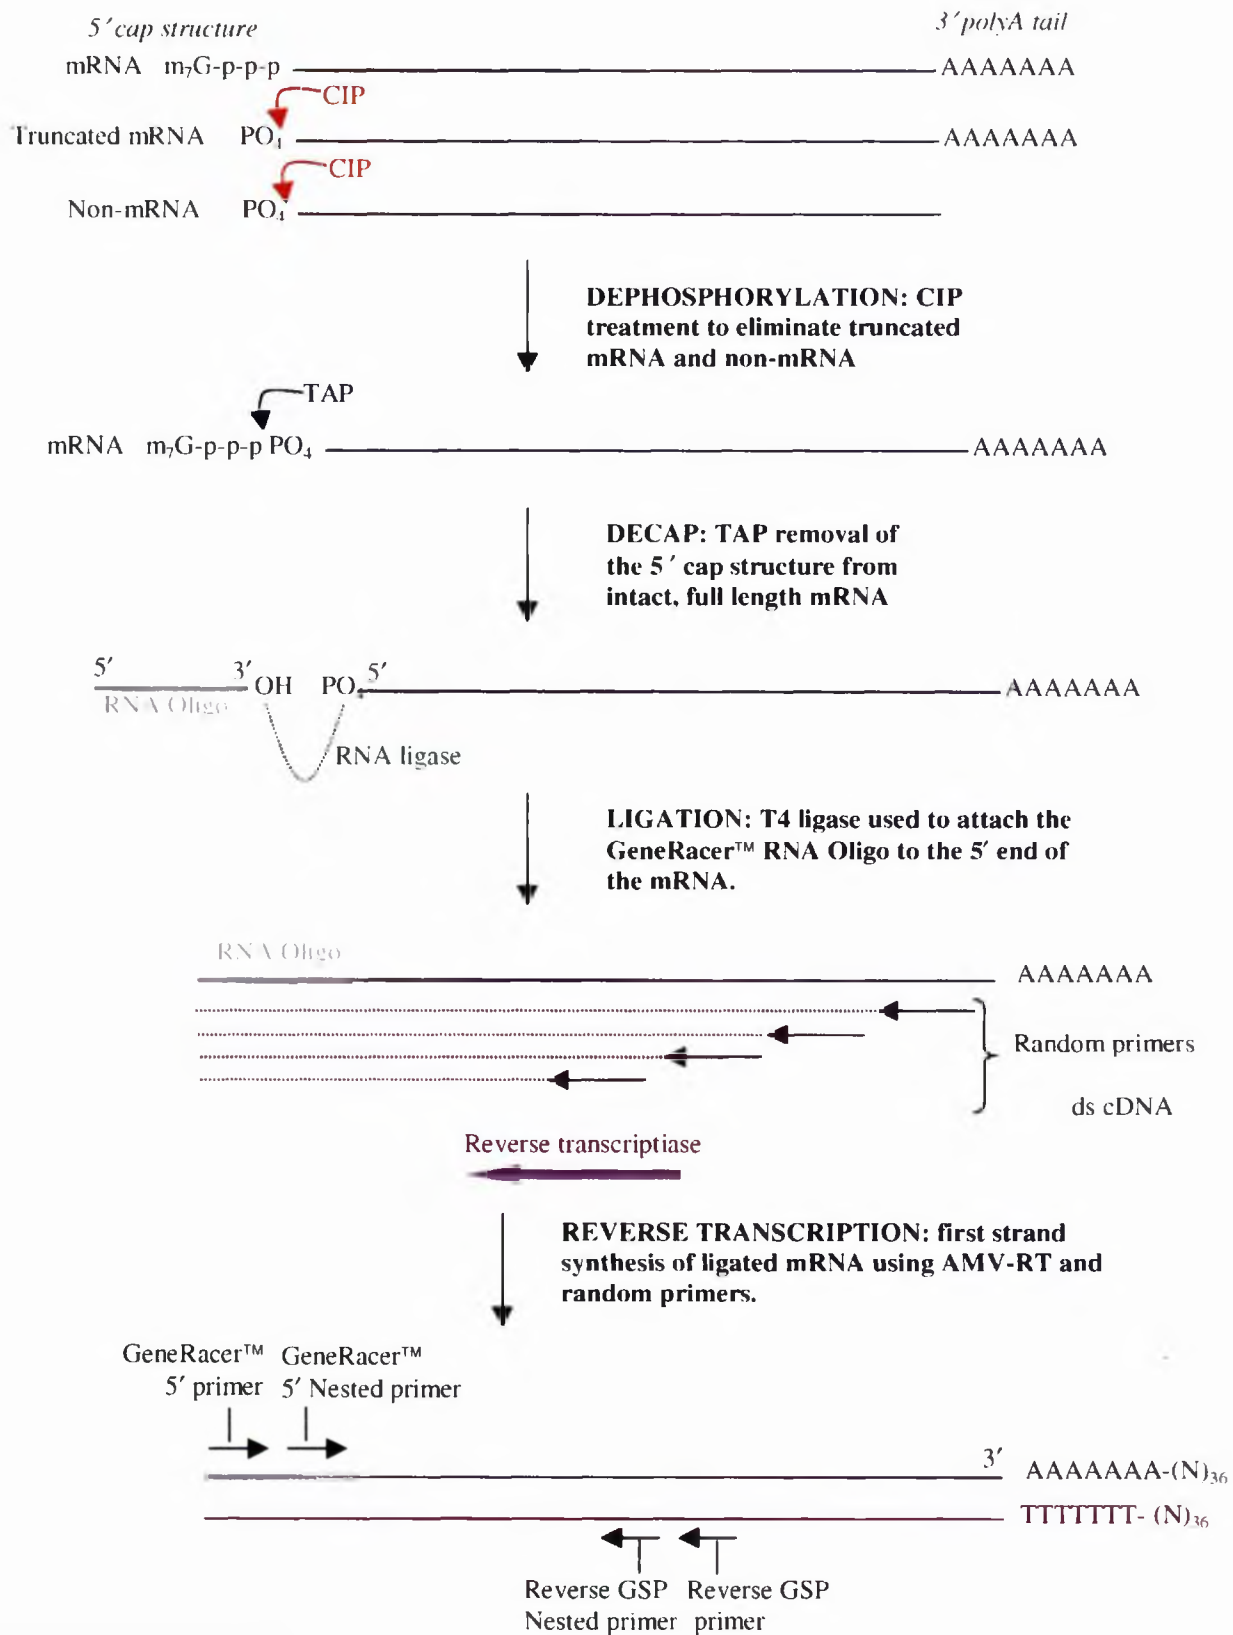 5′ cap structure
3′ polyA tail
mRNA m₇G-p-p-p AAAAAAA
CIP
Truncated mRNA PO₄ AAAAAAA
CIP
Non-mRNA PO₄
DEPHOSPHORYLATION: CIP
treatment to eliminate truncated
mRNA and non-mRNA
TAP
mRNA m₇G-p-p-p PO₄ AAAAAAA
DECAP: TAP removal of
the 5′ cap structure from
intact, full length mRNA
5′ 3′ OH PO₄ 5′ AAAAAAA
RNA Oligo
RNA ligase
LIGATION: T4 ligase used to attach the
GeneRacer™ RNA Oligo to the 5′ end of
the mRNA.
RNA Oligo
AAAAAAA
Random primers
ds cDNA
Reverse transcriptiase
REVERSE TRANSCRIPTION: first strand
synthesis of ligated mRNA using AMV-RT and
random primers.
GeneRacer™ GeneRacer™
5′ primer 5′ Nested primer
3′ AAAAAAA-(N)₃₆
TTTTTTT- (N)₃₆
Reverse GSP Reverse GSP
Nested primer primer